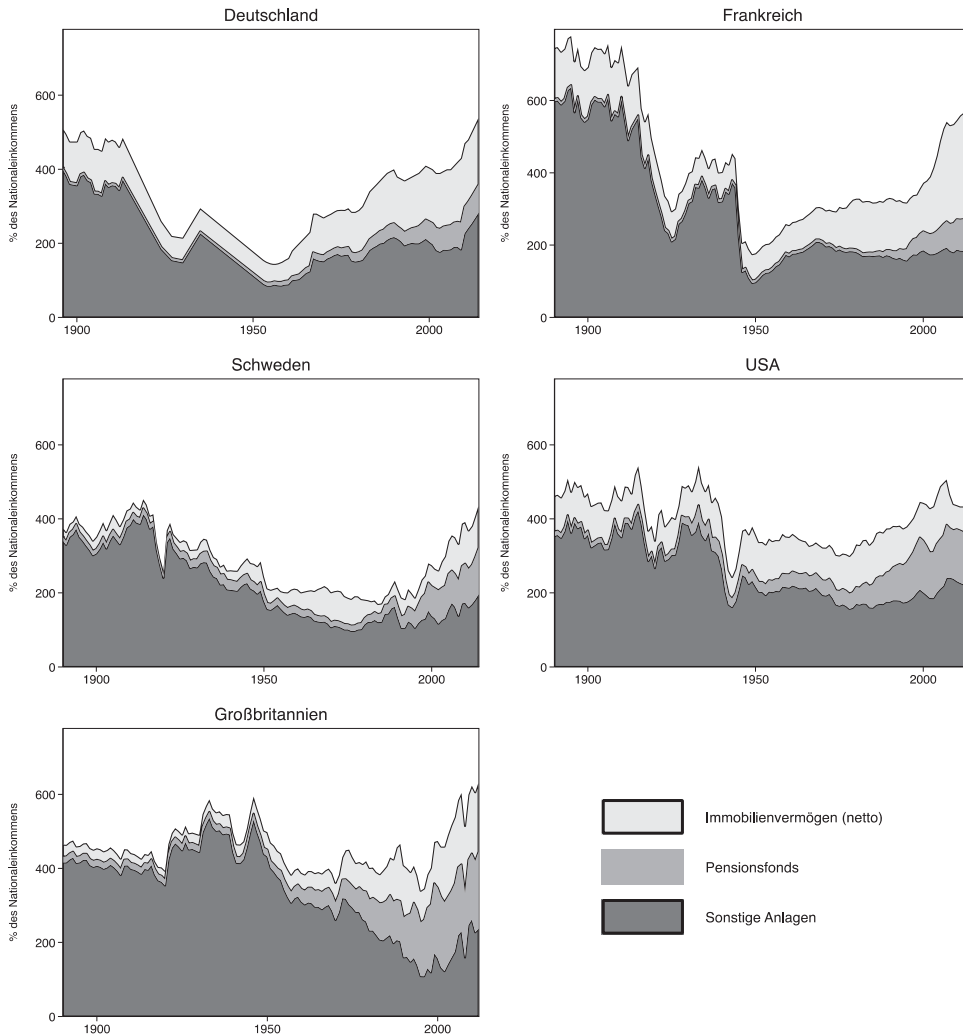 Deutschland
% des Nationaleinkommens
600
400
200
0
1900
1950
2000
Frankreich
% des Nationaleinkommens
600
400
200
0
1900
1950
2000
Schweden
% des Nationaleinkommens
600
400
200
0
1900
1950
2000
USA
% des Nationaleinkommens
600
400
200
0
1900
1950
2000
Großbritannien
% des Nationaleinkommens
600
400
200
0
1900
1950
2000
Immobilienvermögen (netto)
Pensionsfonds
Sonstige Anlagen